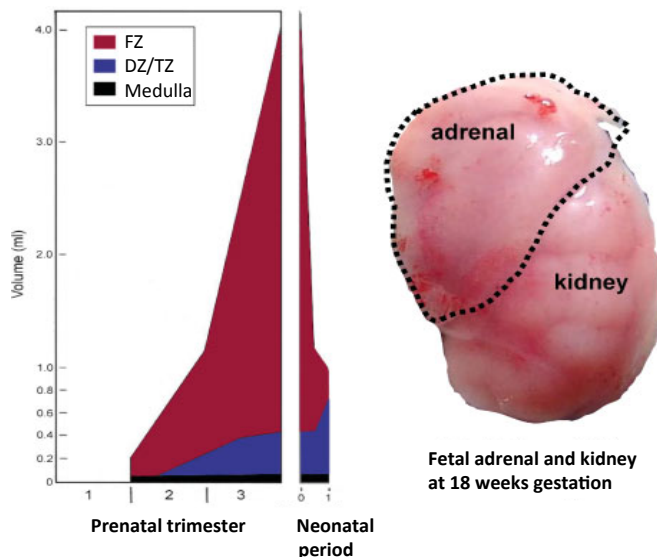 4.0
3.0
2.0
1.0
0.8
0.6
0.4
0.2
0
Volume (ml)
FZ
DZ/TZ
Medulla
1 2 3
0 1
Prenatal trimester
Neonatal
period
adrenal
kidney
Fetal adrenal and kidney
at 18 weeks gestation